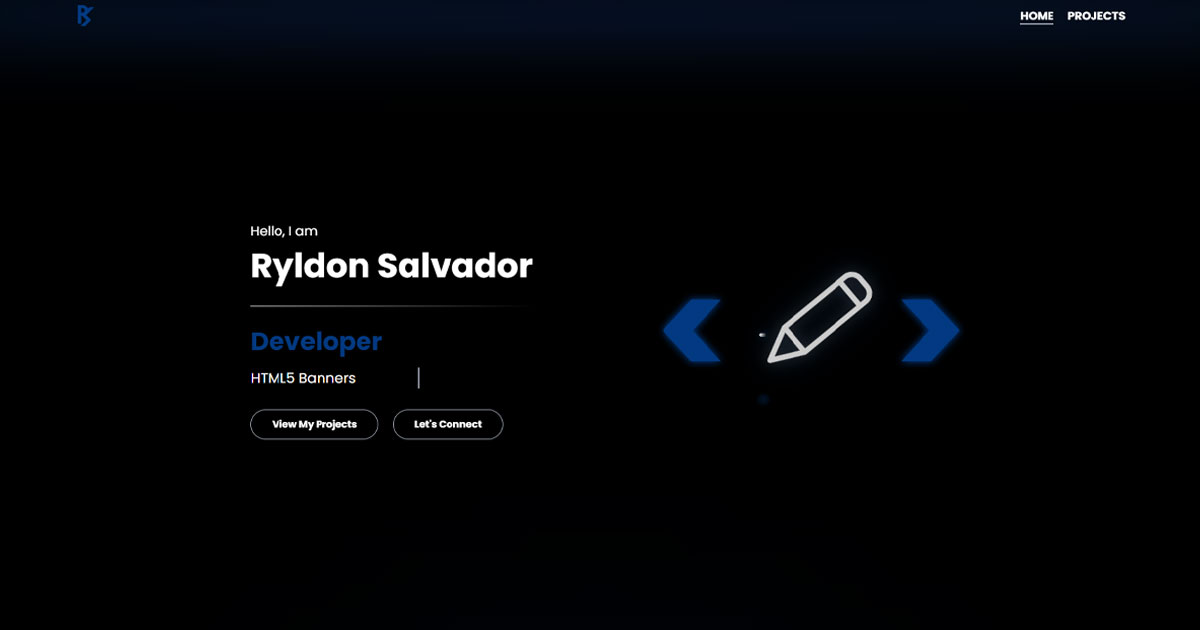 HOME PROJECTS
Hello, I am
Ryldon Salvador
Developer
HTML5 Banners
View My Projects Let's Connect